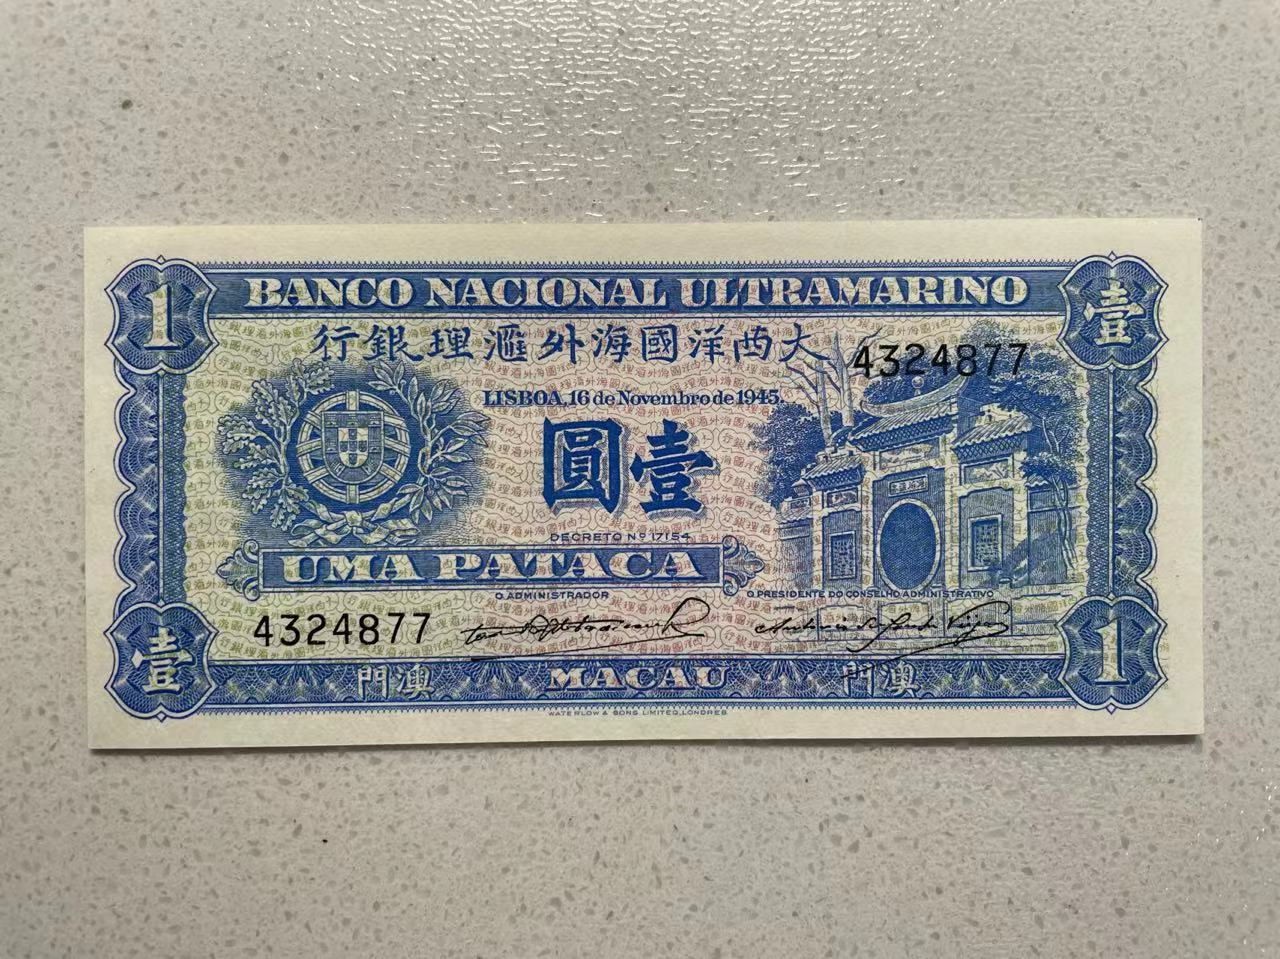 BANCO NACIONAL ULTRAMARINO
1
壹
行銀理滙外海國洋西大
4324877
LISBOA, 16 de Novembro de 1945.
圓壹
DECRETO Nº 17154
UMA PATACA
O ADMINISTRADOR
O PRESIDENTE DO CONSELHO ADMINISTRATIVO
4324877
壹
門澳
MACAU
門澳
1
WATERLOW & SONS LIMITED, LONDRES